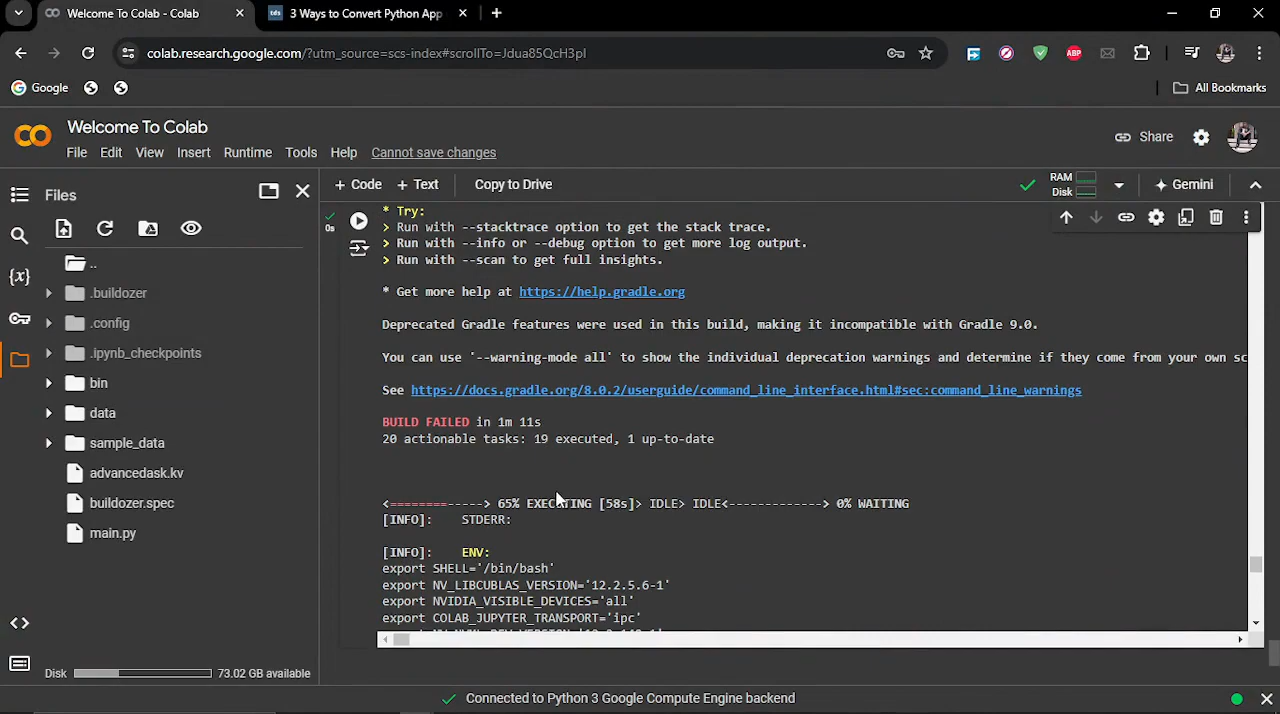 Welcome To Colab - Colab
tds
3 Ways to Convert Python App
colab.research.google.com/?utm_source=scs-index#scrollTo=Jdua85QcH3pI
ABP
Google
All Bookmarks
Welcome To Colab
File Edit View Insert Runtime Tools Help Cannot save changes
Share
Files
+ Code + Text Copy to Drive
RAM
Disk
Gemini
..
.buildozer
.config
.ipynb_checkpoints
bin
data
sample_data
advancedask.kv
buildozer.spec
main.py
Disk 73.02 GB available
0s
* Try:
> Run with --stacktrace option to get the stack trace.
> Run with --info or --debug option to get more log output.
> Run with --scan to get full insights.
* Get more help at https://help.gradle.org
Deprecated Gradle features were used in this build, making it incompatible with Gradle 9.0.
You can use '--warning-mode all' to show the individual deprecation warnings and determine if they come from your own sc
See https://docs.gradle.org/8.0.2/userguide/command_line_interface.html#sec:command_line_warnings
BUILD FAILED in 1m 11s
20 actionable tasks: 19 executed, 1 up-to-date
<========-----> 65% EXECUTING [58s]> IDLE> IDLE<-------------> 0% WAITING
[INFO]: STDERR:
[INFO]: ENV:
export SHELL='/bin/bash'
export NV_LIBCUBLAS_VERSION='12.2.5.6-1'
export NVIDIA_VISIBLE_DEVICES='all'
export COLAB_JUPYTER_TRANSPORT='ipc'
Connected to Python 3 Google Compute Engine backend